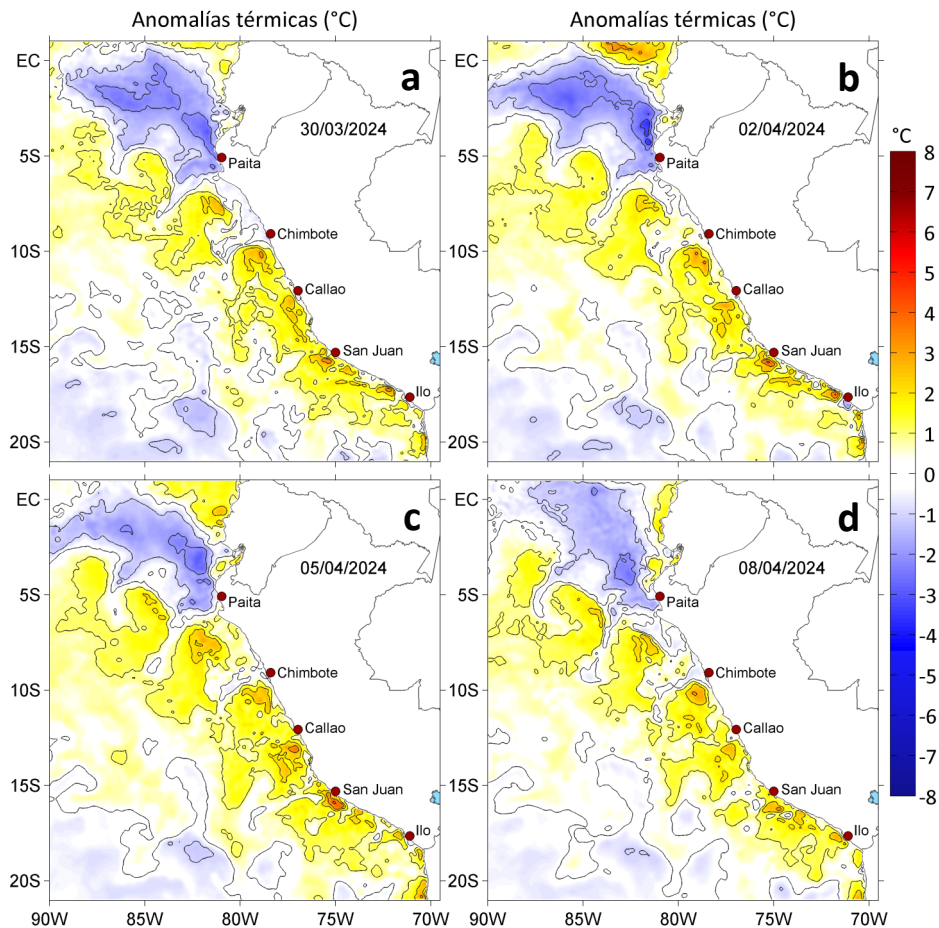 Anomalías térmicas (°C)
Anomalías térmicas (°C)
EC
5S
10S
15S
20S
a
30/03/2024
Paita
Chimbote
Callao
San Juan
Ilo
EC
5S
10S
15S
20S
b
02/04/2024
Paita
Chimbote
Callao
San Juan
Ilo
EC
5S
10S
15S
20S
c
05/04/2024
Paita
Chimbote
Callao
San Juan
Ilo
90W
85W
80W
75W
70W
EC
5S
10S
15S
20S
d
08/04/2024
Paita
Chimbote
Callao
San Juan
Ilo
90W
85W
80W
75W
70W
°C
8
7
6
5
4
3
2
1
0
-1
-2
-3
-4
-5
-6
-7
-8